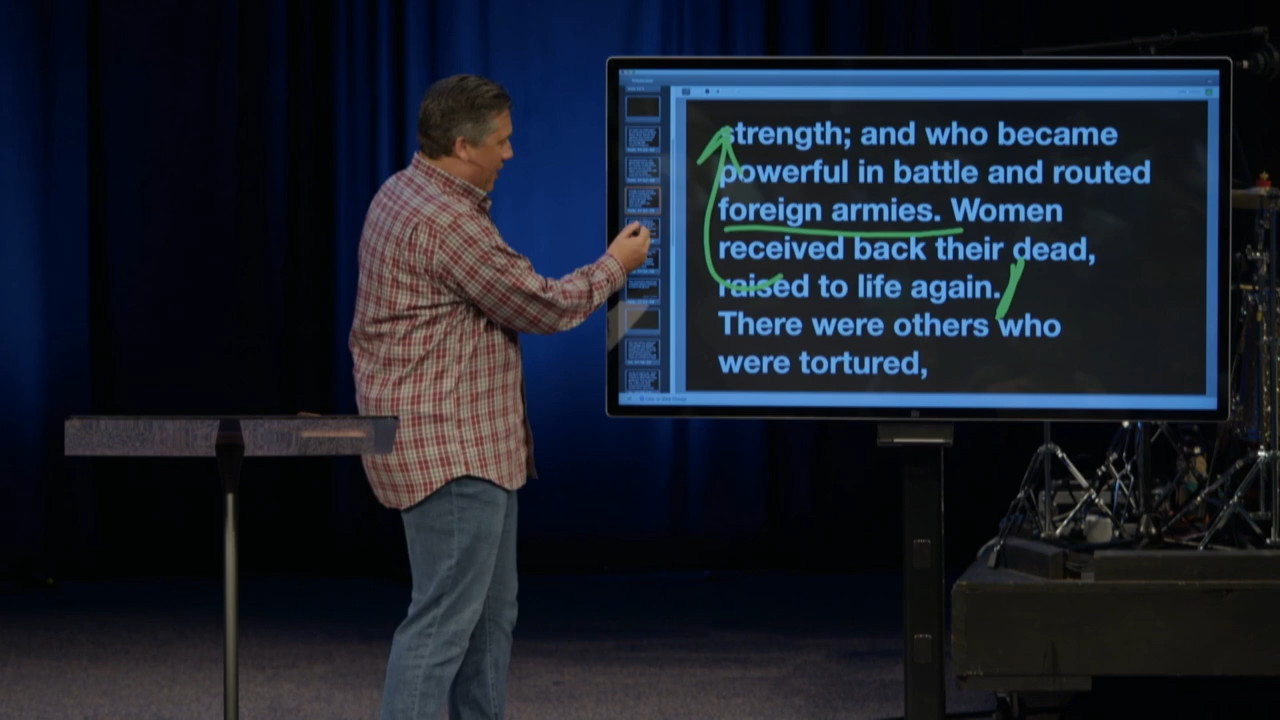 strength; and who became
powerful in battle and routed
foreign armies. Women
received back their dead,
raised to life again.
There were others who
were tortured,